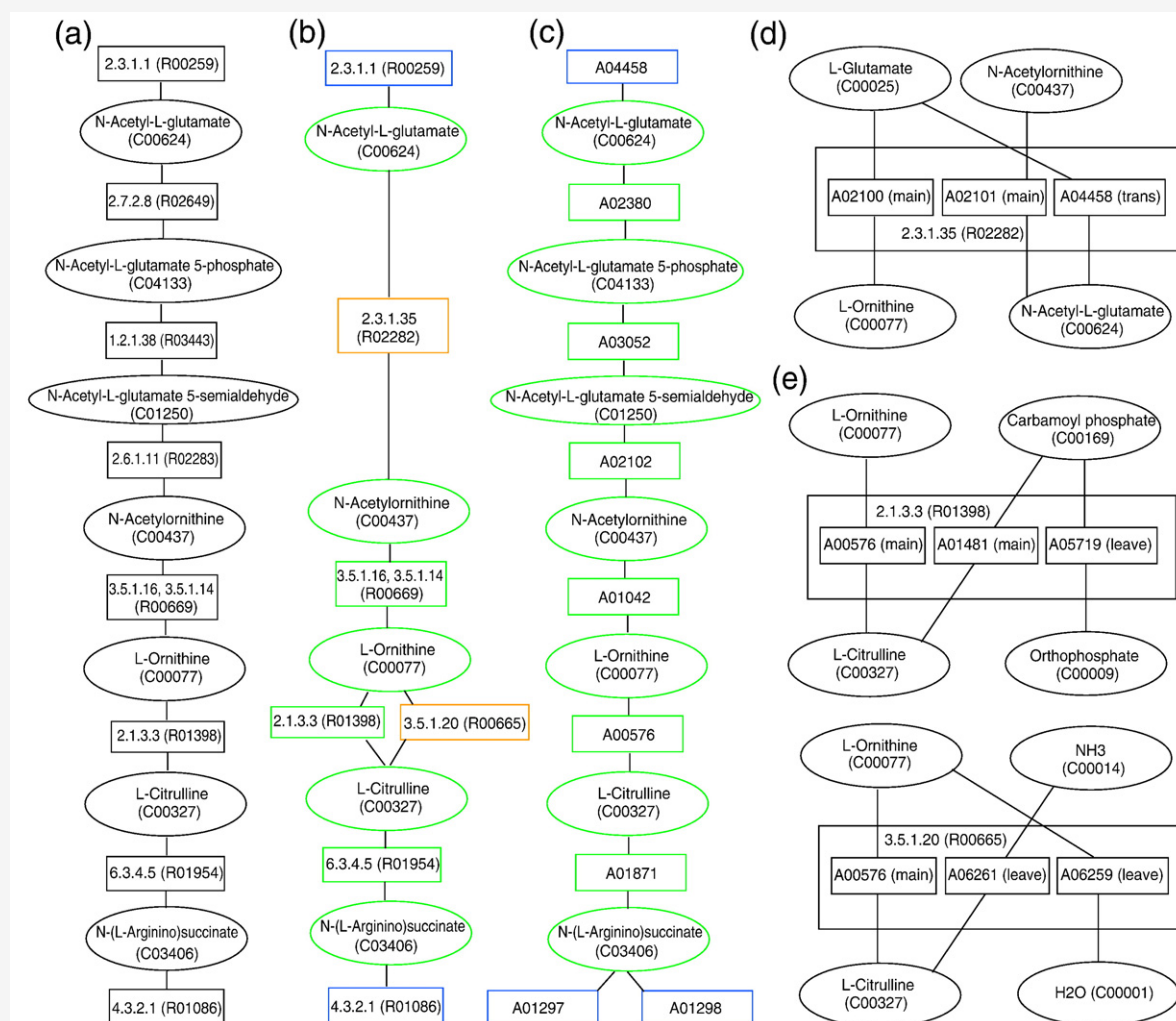 (a)
2.3.1.1 (R00259)
N-Acetyl-L-glutamate
(C00624)
2.7.2.8 (R02649)
N-Acetyl-L-glutamate 5-phosphate
(C04133)
1.2.1.38 (R03443)
N-Acetyl-L-glutamate 5-semialdehyde
(C01250)
2.6.1.11 (R02283)
N-Acetylornithine
(C00437)
3.5.1.16, 3.5.1.14
(R00669)
L-Ornithine
(C00077)
2.1.3.3 (R01398)
L-Citrulline
(C00327)
6.3.4.5 (R01954)
N-(L-Arginino)succinate
(C03406)
4.3.2.1 (R01086)
(b)
2.3.1.1 (R00259)
N-Acetyl-L-glutamate
(C00624)
2.3.1.35
(R02282)
N-Acetylornithine
(C00437)
3.5.1.16, 3.5.1.14
(R00669)
L-Ornithine
(C00077)
2.1.3.3 (R01398)
3.5.1.20 (R00665)
L-Citrulline
(C00327)
6.3.4.5 (R01954)
N-(L-Arginino)succinate
(C03406)
4.3.2.1 (R01086)
(c)
A04458
N-Acetyl-L-glutamate
(C00624)
A02380
N-Acetyl-L-glutamate 5-phosphate
(C04133)
A03052
N-Acetyl-L-glutamate 5-semialdehyde
(C01250)
A02102
N-Acetylornithine
(C00437)
A01042
L-Ornithine
(C00077)
A00576
L-Citrulline
(C00327)
A01871
N-(L-Arginino)succinate
(C03406)
A01297
A01298
(d)
L-Glutamate
(C00025)
N-Acetylornithine
(C00437)
A02100 (main)
A02101 (main)
A04458 (trans)
2.3.1.35 (R02282)
L-Ornithine
(C00077)
N-Acetyl-L-glutamate
(C00624)
(e)
L-Ornithine
(C00077)
Carbamoyl phosphate
(C00169)
2.1.3.3 (R01398)
A00576 (main)
A01481 (main)
A05719 (leave)
L-Citrulline
(C00327)
Orthophosphate
(C00009)
L-Ornithine
(C00077)
NH3
(C00014)
3.5.1.20 (R00665)
A00576 (main)
A06261 (leave)
A06259 (leave)
L-Citrulline
(C00327)
H2O (C00001)